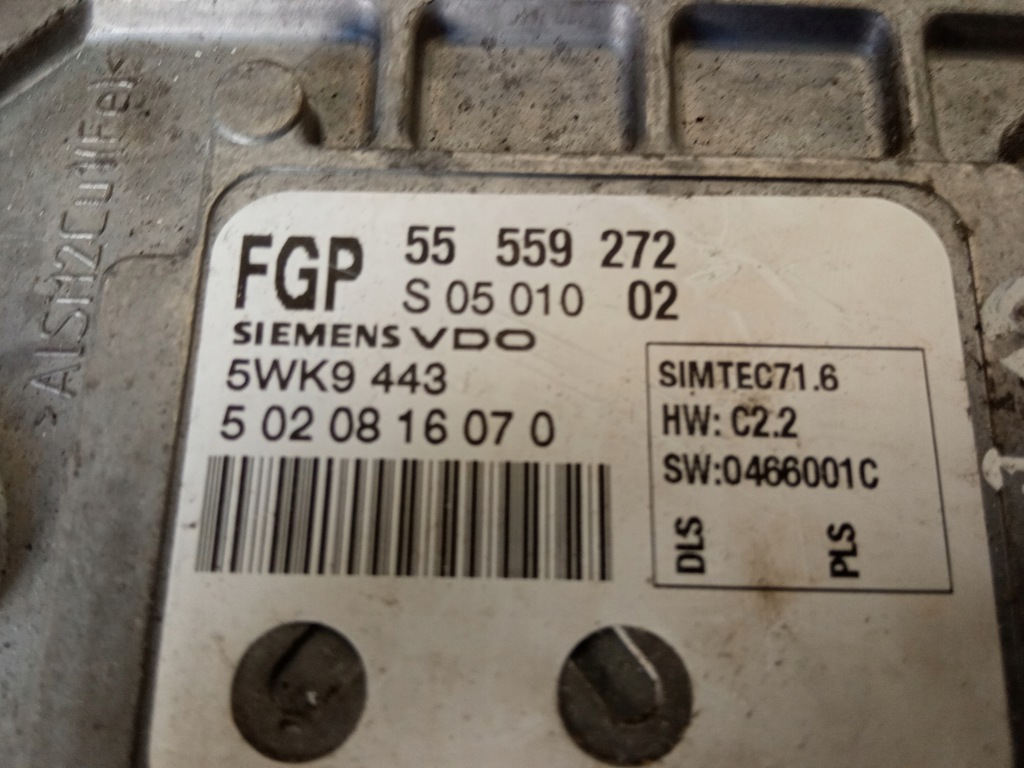 FGP 55 559 272
S 05 010 02
SIEMENS VDO
5WK9 443
5 02 08 16 07 0
SIMTEC71.6
HW: C2.2
SW:0466001C
DLS PLS